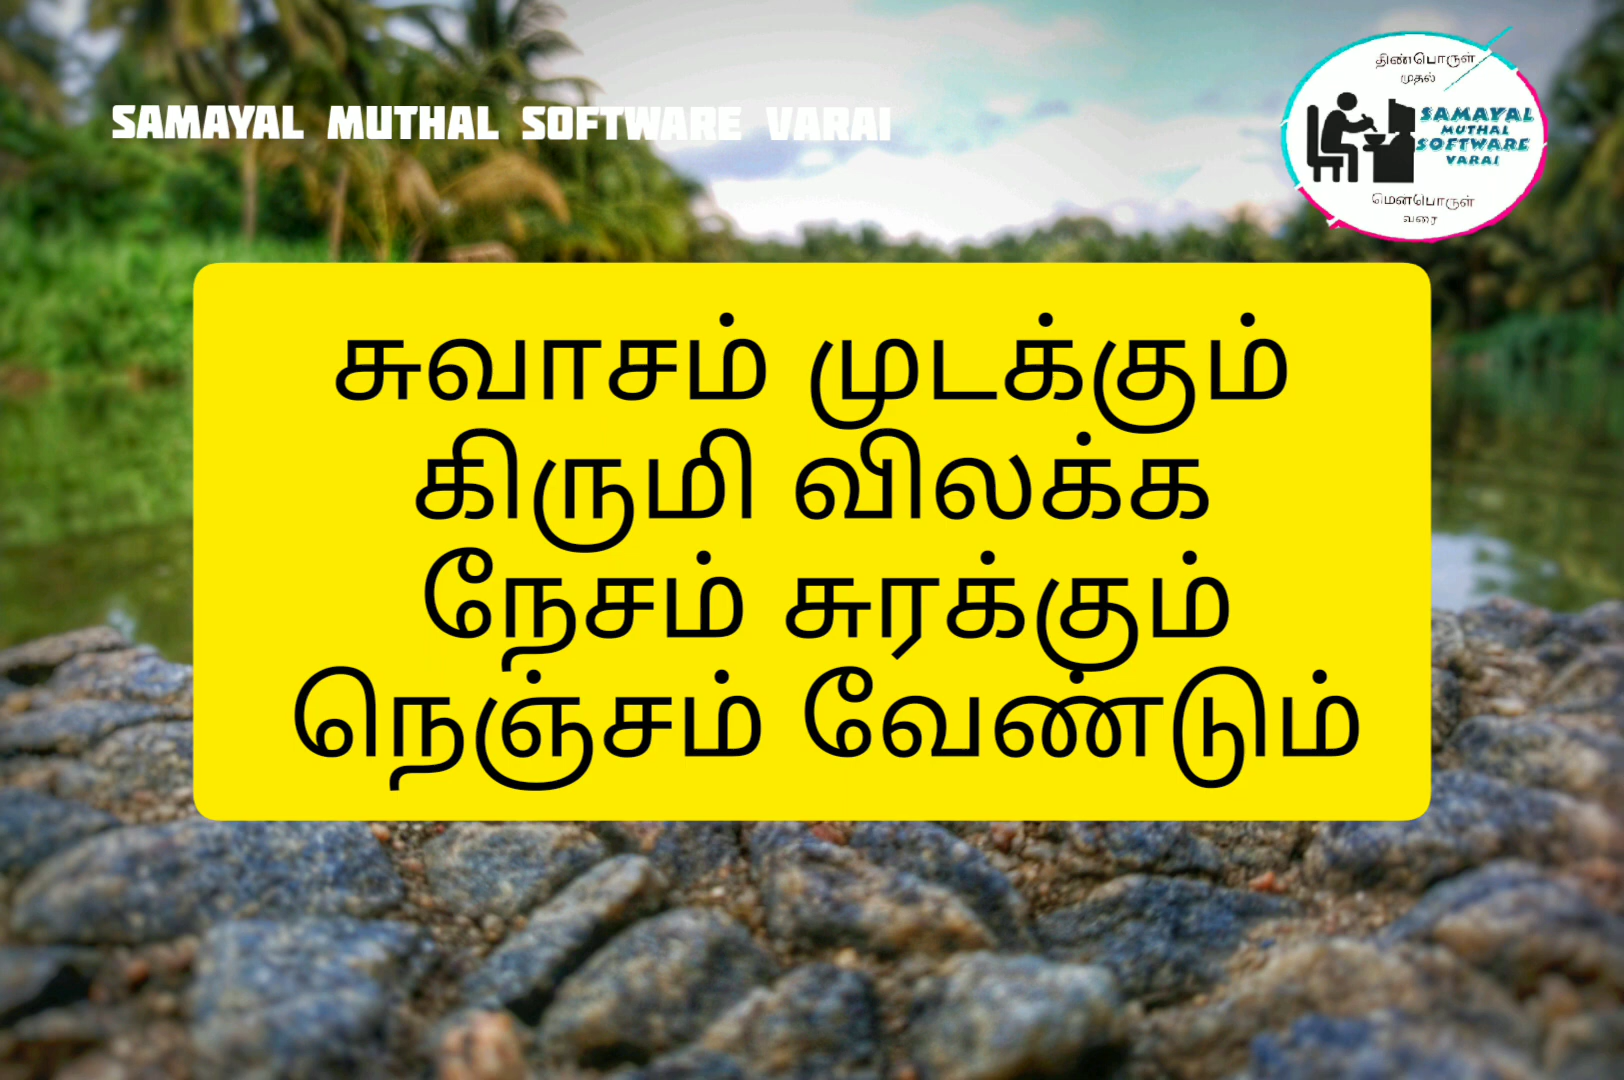 SAMAYAL MUTHAL SOFTWARE VARAI
திண்பொருள்
முதல்
SAMAYAL
MUTHAL
SOFTWARE
VARAI
மென்பொருள்
வரை
சுவாசம் முடக்கும்
கிருமி விலக்க
நேசம் சுரக்கும்
நெஞ்சம் வேண்டும்